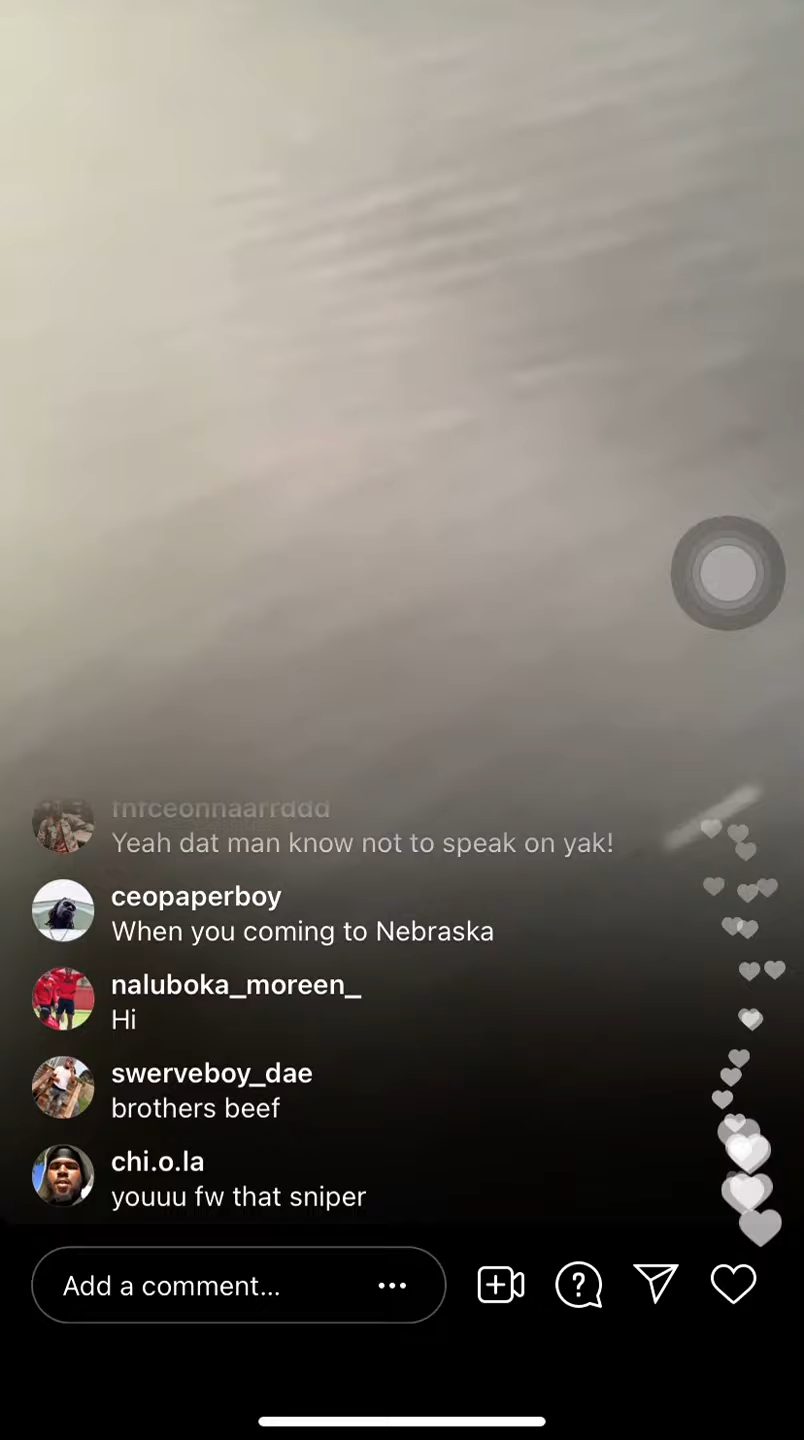 Yeah dat man know not to speak on yak!
ceopaperboy
When you coming to Nebraska
naluboka_moreen_
Hi
swerveboy_dae
brothers beef
chi.o.la
youuu fw that sniper
Add a comment...